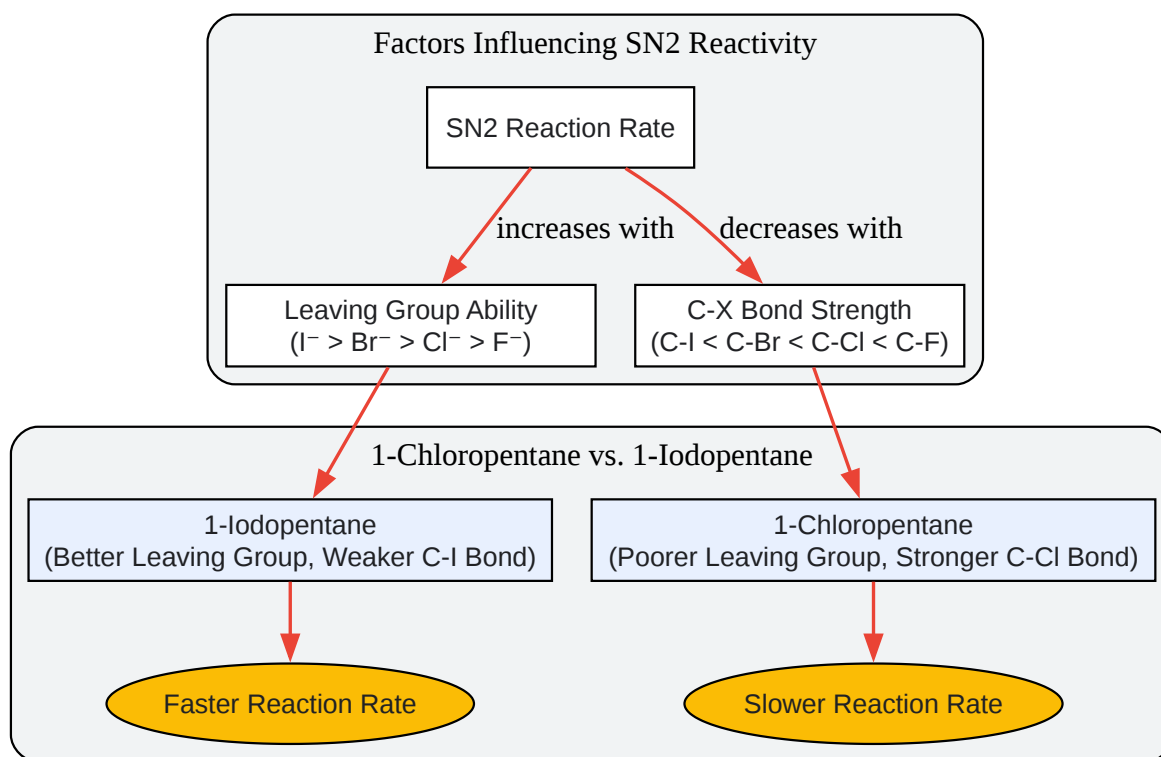 Factors Influencing SN2 Reactivity
SN2 Reaction Rate
increases with
decreases with
Leaving Group Ability
(I⁻ > Br⁻ > Cl⁻ > F⁻)
C-X Bond Strength
(C-I < C-Br < C-Cl < C-F)
1-Chloropentane vs. 1-Iodopentane
1-Iodopentane
(Better Leaving Group, Weaker C-I Bond)
1-Chloropentane
(Poorer Leaving Group, Stronger C-Cl Bond)
Faster Reaction Rate
Slower Reaction Rate